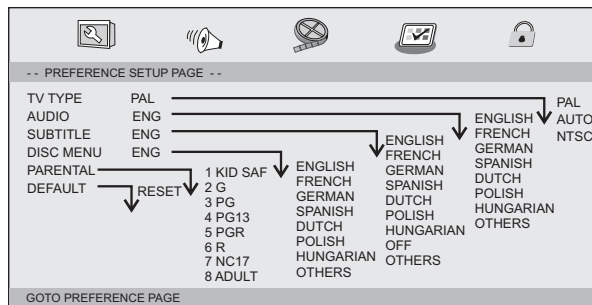 - - PREFERENCE SETUP PAGE - -
TV TYPE PAL
AUDIO ENG
SUBTITLE ENG
DISC MENU ENG
PARENTAL
DEFAULT
RESET
1 KID SAF
2 G
3 PG
4 PG13
5 PGR
6 R
7 NC17
8 ADULT
ENGLISH
FRENCH
GERMAN
SPANISH
DUTCH
POLISH
HUNGARIAN
OTHERS
ENGLISH
FRENCH
GERMAN
SPANISH
DUTCH
POLISH
HUNGARIAN
OFF
OTHERS
ENGLISH
FRENCH
GERMAN
SPANISH
DUTCH
POLISH
HUNGARIAN
OTHERS
PAL
AUTO
NTSC
GOTO PREFERENCE PAGE